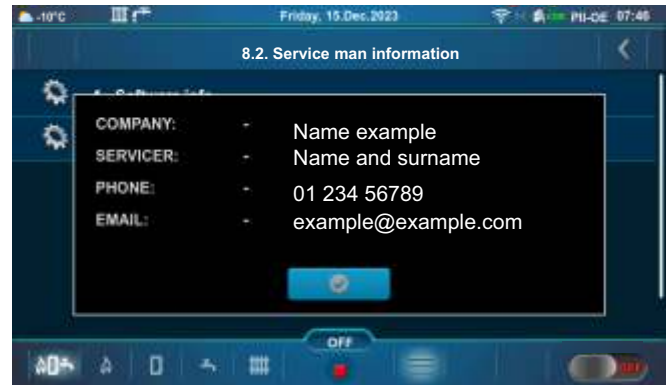 -10°C Friday, 15.Dec.2023 PII-OE 07:46
8.2. Service man information
COMPANY: - Name example
SERVICER: - Name and surname
PHONE: - 01 234 56789
EMAIL: - example@example.com
OFF
OFF